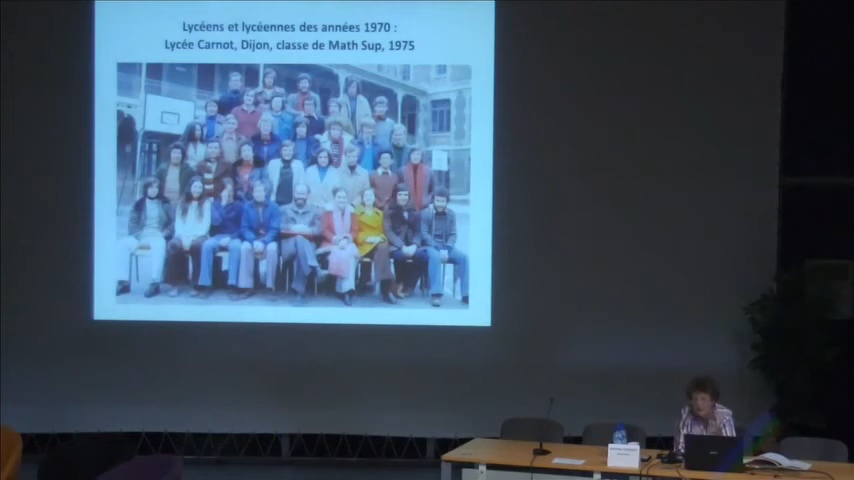 Lycéens et lycéennes des années 1970 :
Lycée Carnot, Dijon, classe de Math Sup, 1975